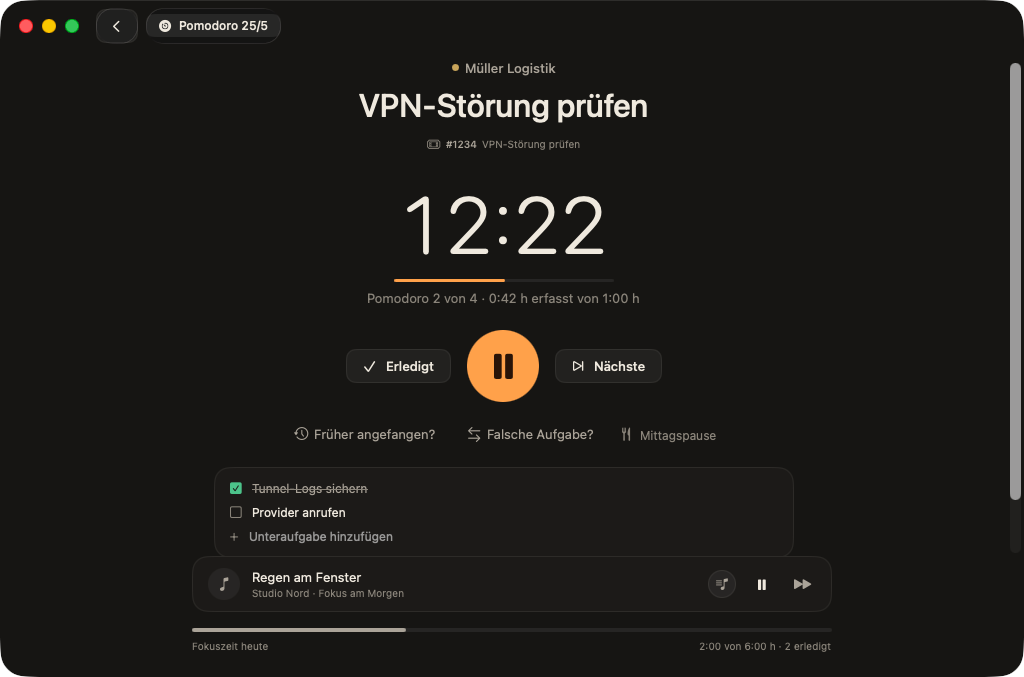 Pomodoro 25/5
Müller Logistik
VPN-Störung prüfen
#1234 VPN-Störung prüfen
12:22
Pomodoro 2 von 4 · 0:42 h erfasst von 1:00 h
Erledigt
Nächste
Früher angefangen? Falsche Aufgabe? Mittagspause
Tunnel-Logs sichern
Provider anrufen
+ Unteraufgabe hinzufügen
Regen am Fenster
Studio Nord · Fokus am Morgen
Fokuszeit heute
2:00 von 6:00 h · 2 erledigt